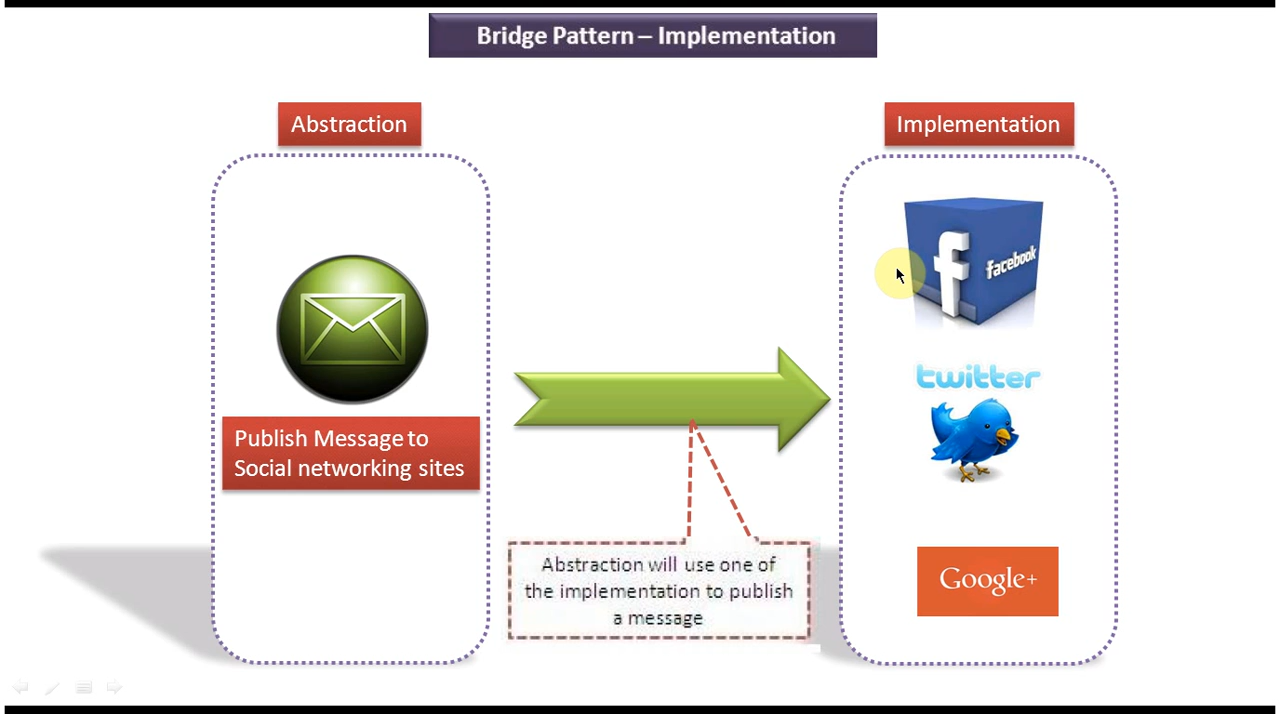 Bridge Pattern – Implementation
Abstraction
Implementation
f
facebook
twitter
Publish Message to
Social networking sites
Abstraction will use one of
the implementation to publish
a message
Google+